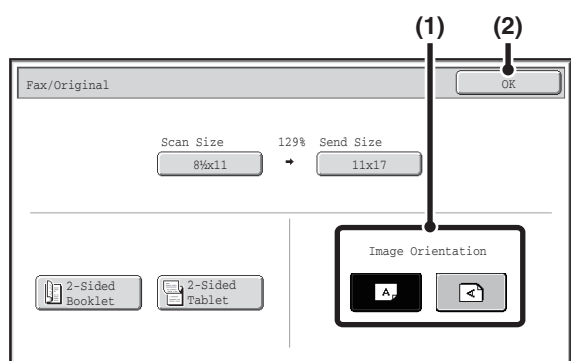 (1) (2)
Fax/Original OK
Scan Size 129% Send Size
8½x11 → 11x17
Image Orientation
2-Sided 2-Sided
Booklet Tablet
A A